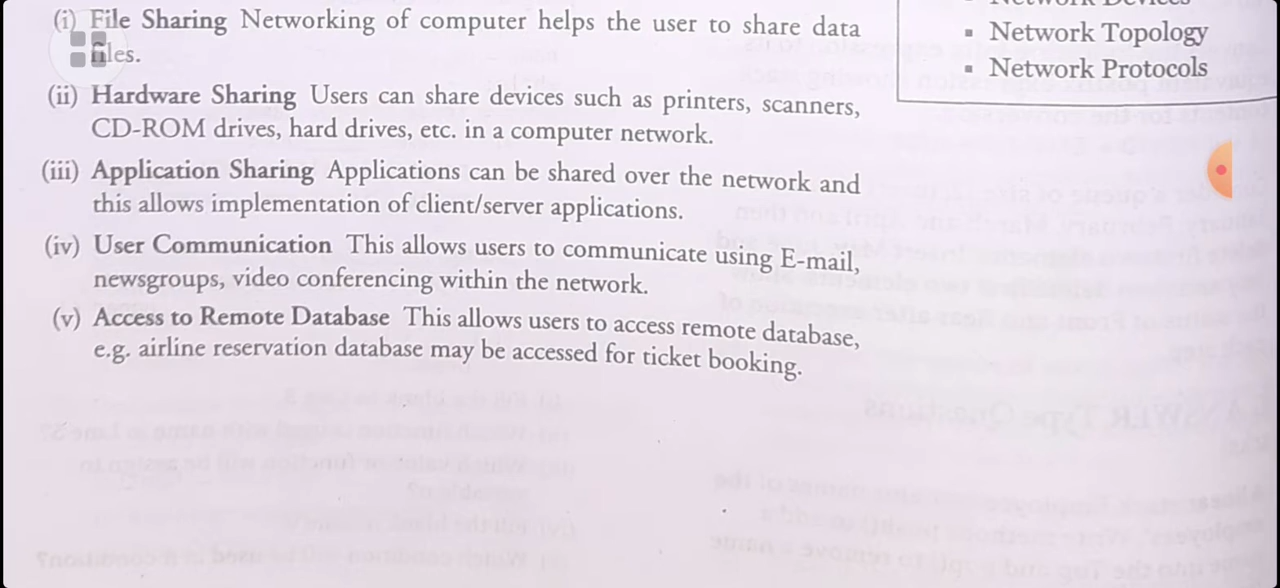 (i) File Sharing Networking of computer helps the user to share data
files.
(ii) Hardware Sharing Users can share devices such as printers, scanners,
CD-ROM drives, hard drives, etc. in a computer network.
(iii) Application Sharing Applications can be shared over the network and
this allows implementation of client/server applications.
(iv) User Communication This allows users to communicate using E-mail,
newsgroups, video conferencing within the network.
(v) Access to Remote Database This allows users to access remote database,
e.g. airline reservation database may be accessed for ticket booking.
Network Devices
▪ Network Topology
▪ Network Protocols